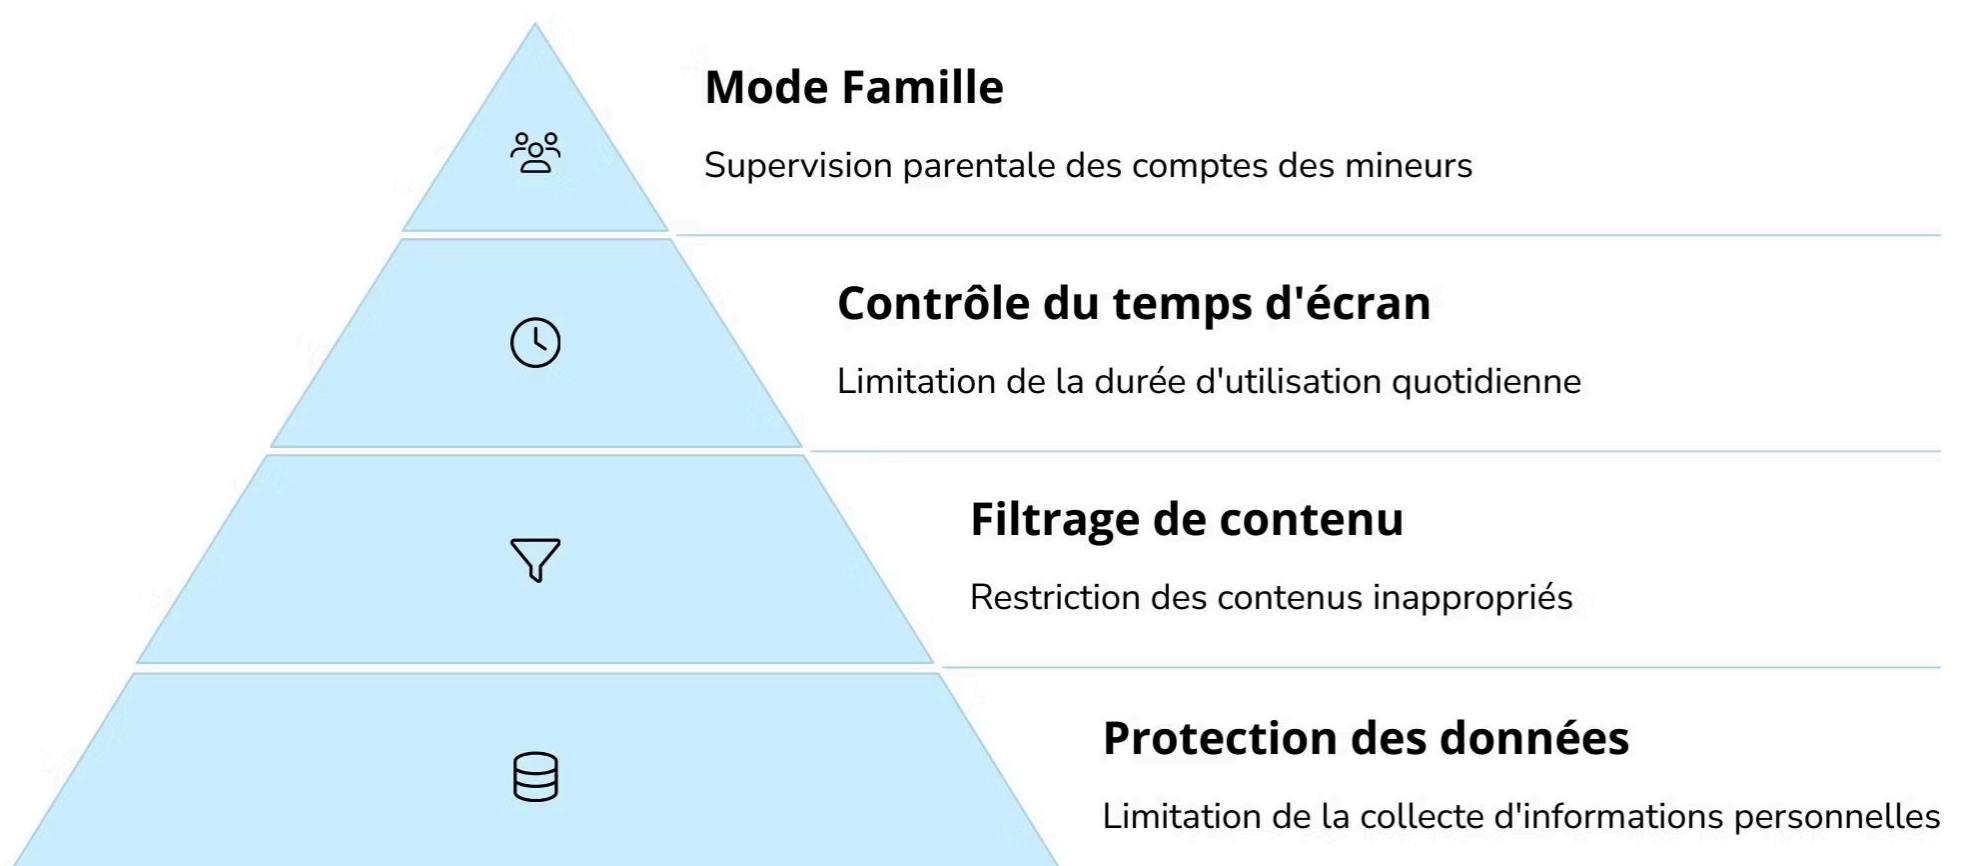 Mode Famille
Supervision parentale des comptes des mineurs
Contrôle du temps d'écran
Limitation de la durée d'utilisation quotidienne
Filtrage de contenu
Restriction des contenus inappropriés
Protection des données
Limitation de la collecte d'informations personnelles